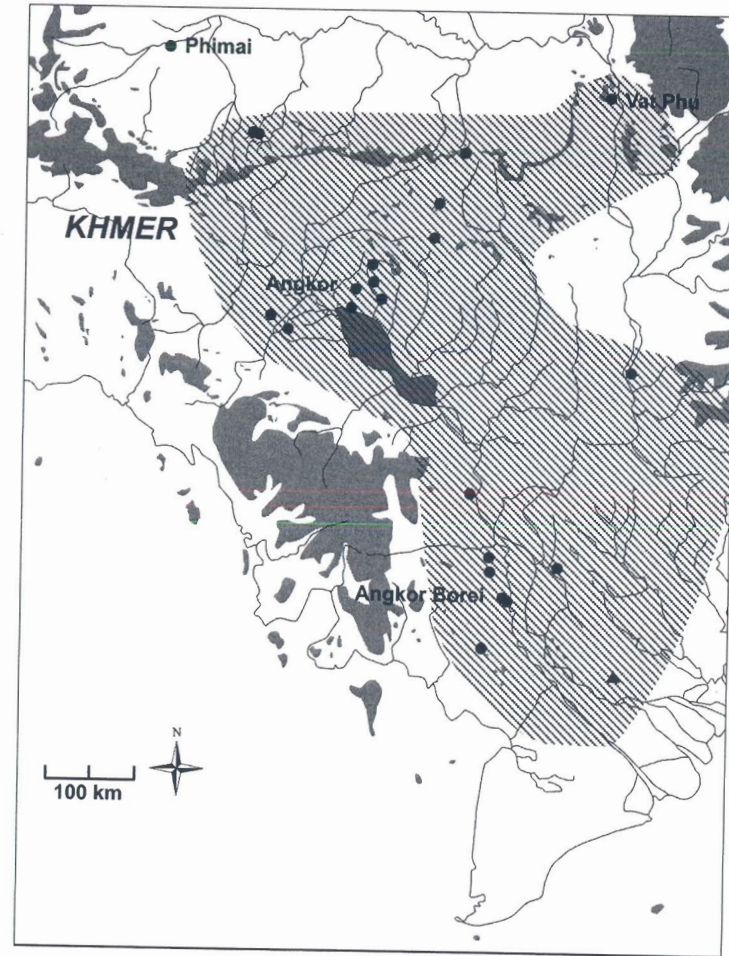 Phimai
Vat Phu
KHMER
Angkor
Angkor Borei
N
100 km